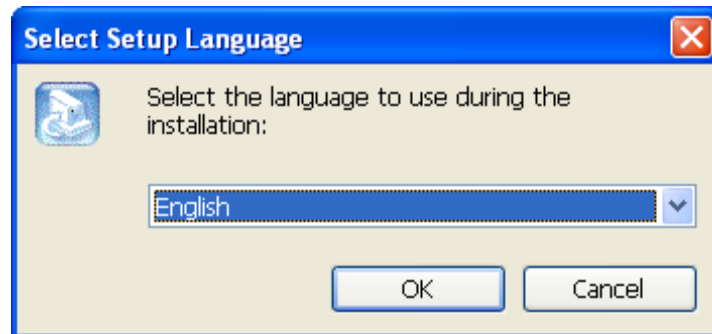 Select Setup Language
Select the language to use during the
installation:
English
OK
Cancel